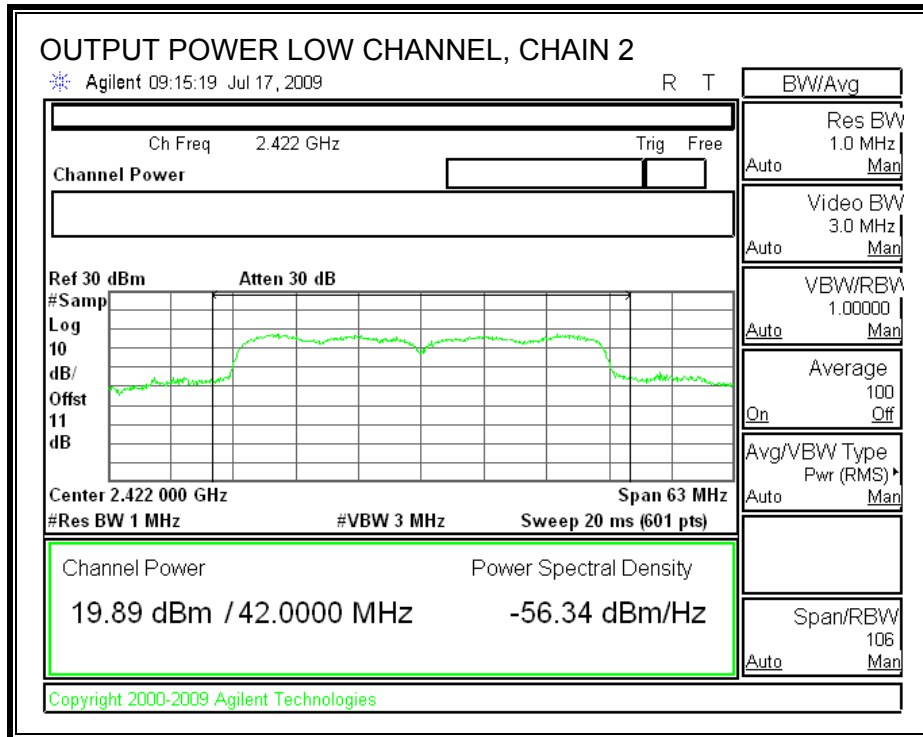 OUTPUT POWER LOW CHANNEL, CHAIN 2
Agilent 09:15:19 Jul 17, 2009 R T
Ch Freq 2.422 GHz Trig Free
Channel Power
Ref 30 dBm Atten 30 dB
#Samp
Log
10
dB/
Offst
11
dB
Center 2.422 000 GHz Span 63 MHz
#Res BW 1 MHz #VBW 3 MHz Sweep 20 ms (601 pts)
Channel Power Power Spectral Density
19.89 dBm / 42.0000 MHz -56.34 dBm/Hz
Copyright 2000-2009 Agilent Technologies
BW/Avg
Res BW
1.0 MHz
Auto Man
Video BW
3.0 MHz
Auto Man
VBW/RBW
1.00000
Auto Man
Average
100
On Off
Avg/VBW Type
Pwr (RMS)
Auto Man
Span/RBW
106
Auto Man